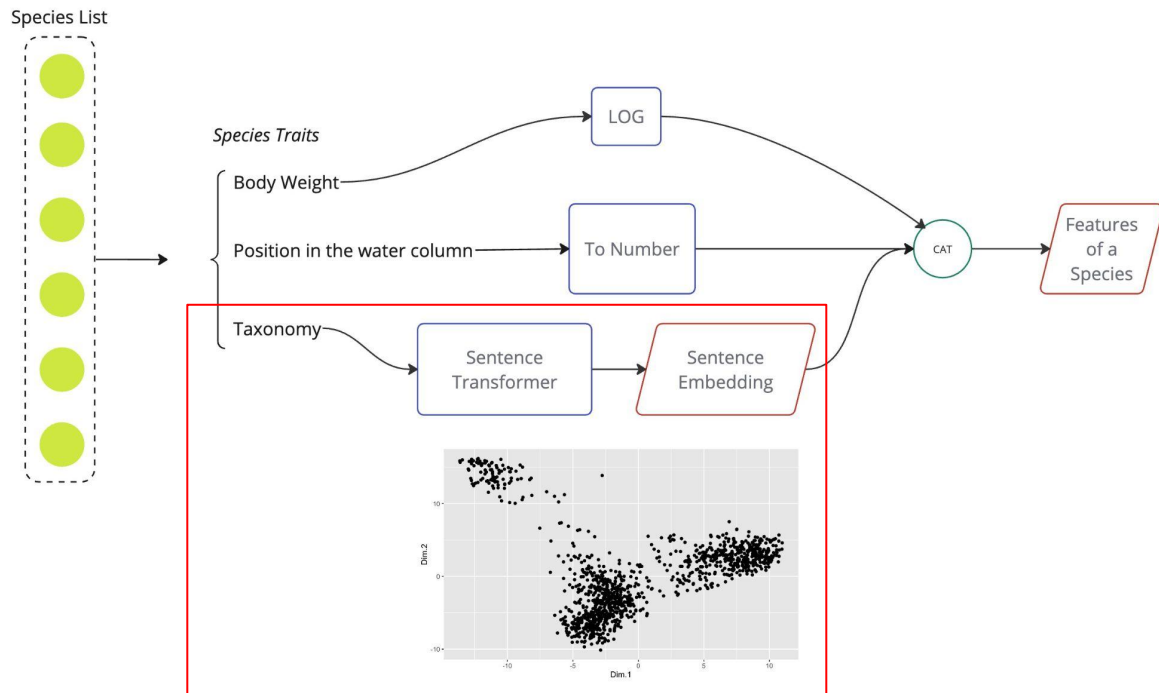 Species List
Species Traits
Body Weight
LOG
Position in the water column
To Number
CAT
Features
of a
Species
Taxonomy
Sentence
Transformer
Sentence
Embedding
Dim.2
10
0
-10
-10
-5
0
5
10
Dim.1